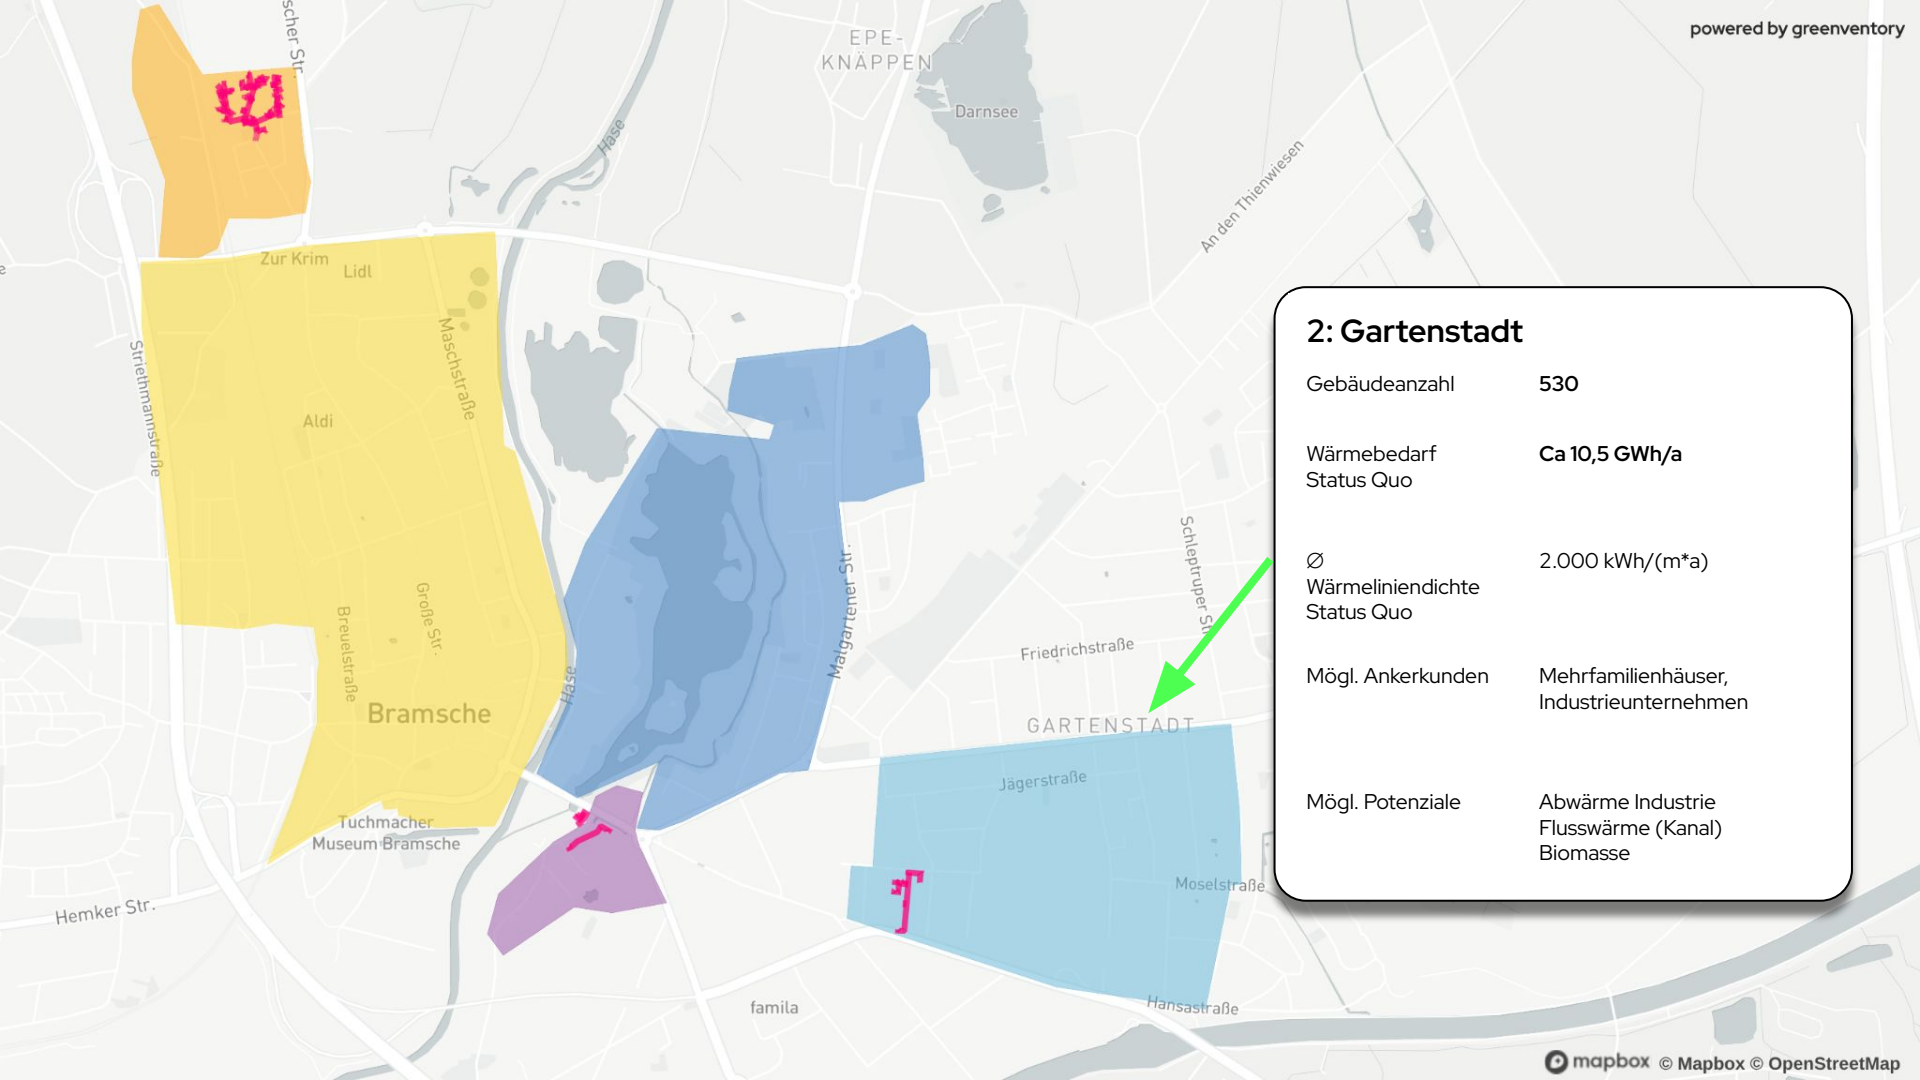 powered by greenventory
scher Str.
EPE-
KNÄPPEN
Darnsee
Hase
An den Thienwiesen
Zur Krim
Lidl
Maschstraße
Striethmannstraße
Aldi
Große Str.
Breuelstraße
Bramsche
Hase
Malgartener Str.
Schleptruper Str
Friedrichstraße
GARTENSTADT
Jägerstraße
Tuchmacher
Museum Bramsche
Moselstraße
Hemker Str.
famila
Hansastraße
2: Gartenstadt
Gebäudeanzahl 530
Wärmebedarf Ca 10,5 GWh/a
Status Quo
Ø 2.000 kWh/(m*a)
Wärmeliniendichte
Status Quo
Mögl. Ankerkunden Mehrfamilienhäuser,
Industrieunternehmen
Mögl. Potenziale Abwärme Industrie
Flusswärme (Kanal)
Biomasse
mapbox © Mapbox © OpenStreetMap